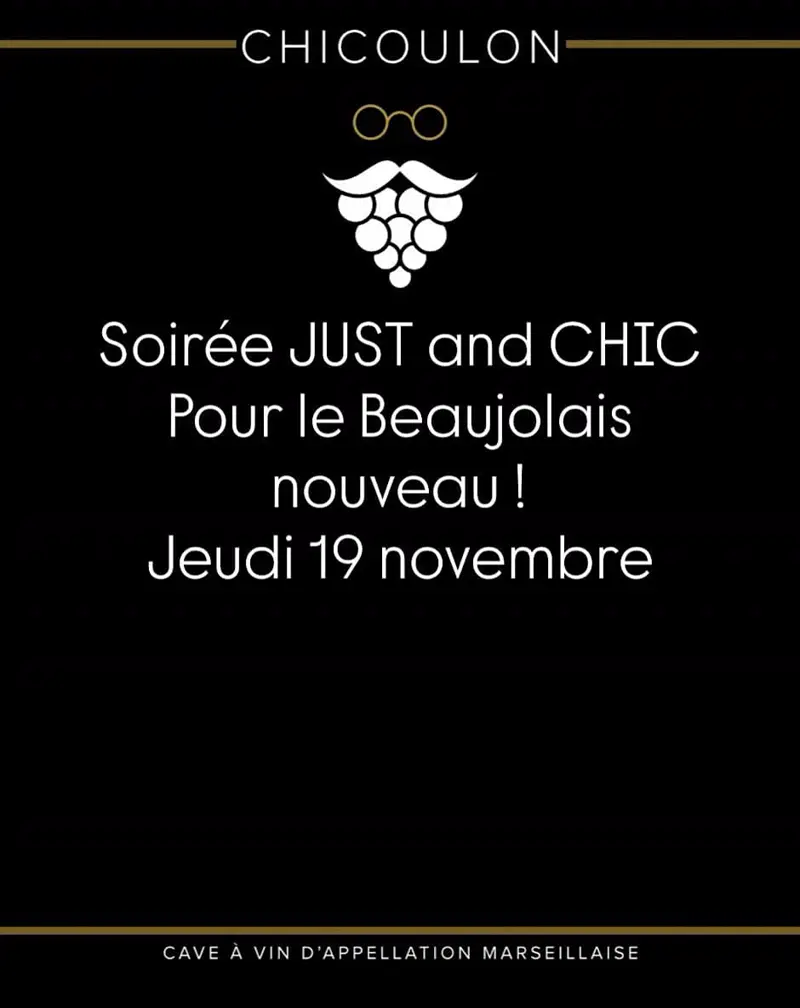 CHICOULON
Soirée JUST and CHIC
Pour le Beaujolais
nouveau !
Jeudi 19 novembre
CAVE À VIN D'APPELLATION MARSEILLAISE